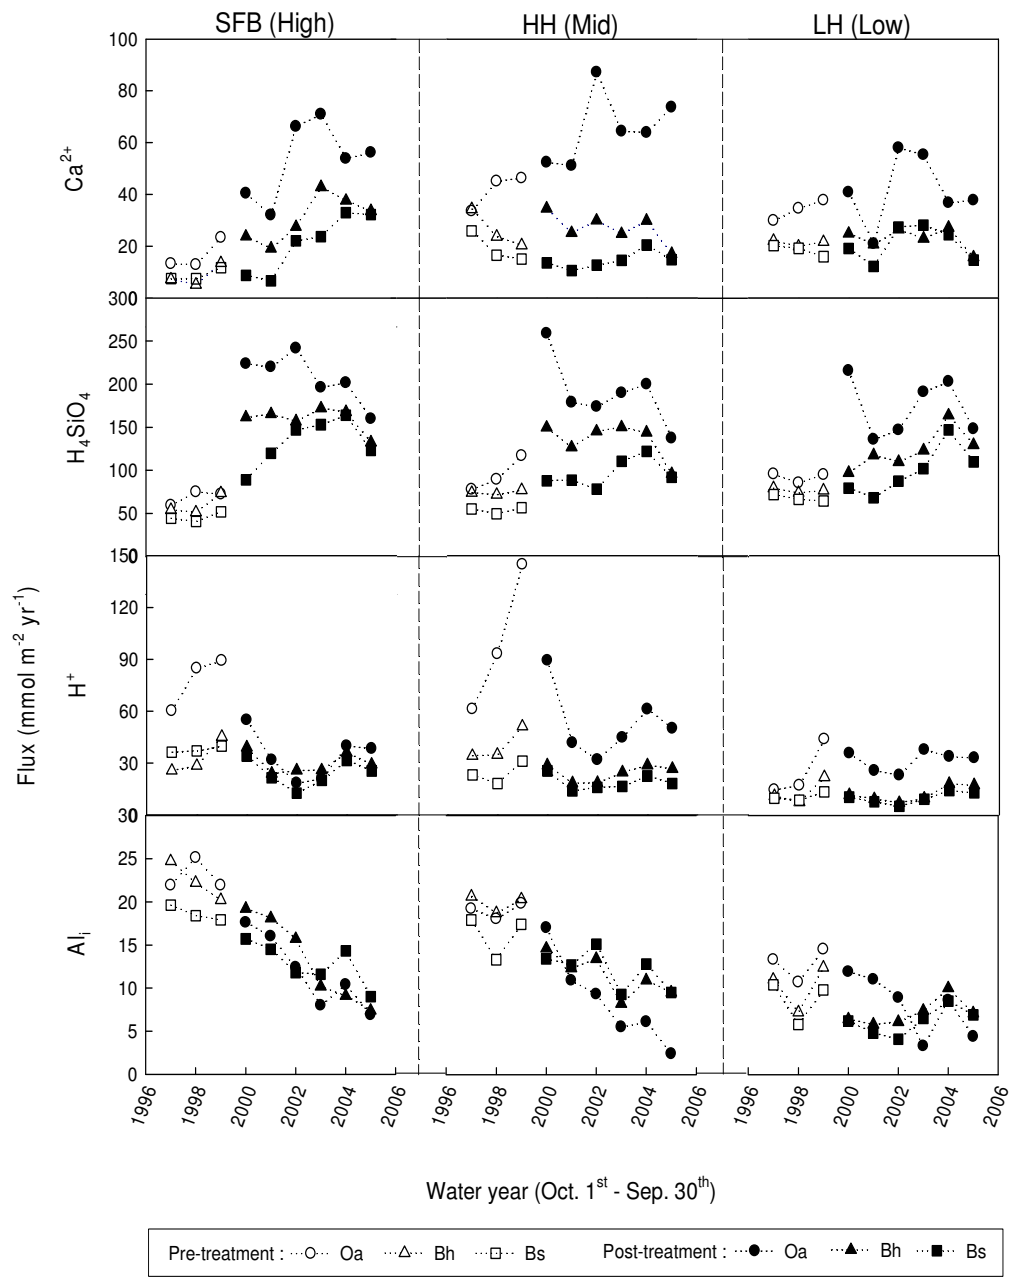 SFB (High) HH (Mid) LH (Low)
100
80
60
40
20
0
Ca2+
300
250
200
150
100
50
0
H4SiO4
150
120
90
60
30
0
H+
30
25
20
15
10
5
0
Ali
Flux (mmol m-2 yr-1)
1996 1998 2000 2002 2004 2006 1996 1998 2000 2002 2004 2006 1996 1998 2000 2002 2004 2006
Water year (Oct. 1st - Sep. 30th)
Pre-treatment : Oa Bh Bs Post-treatment : Oa Bh Bs